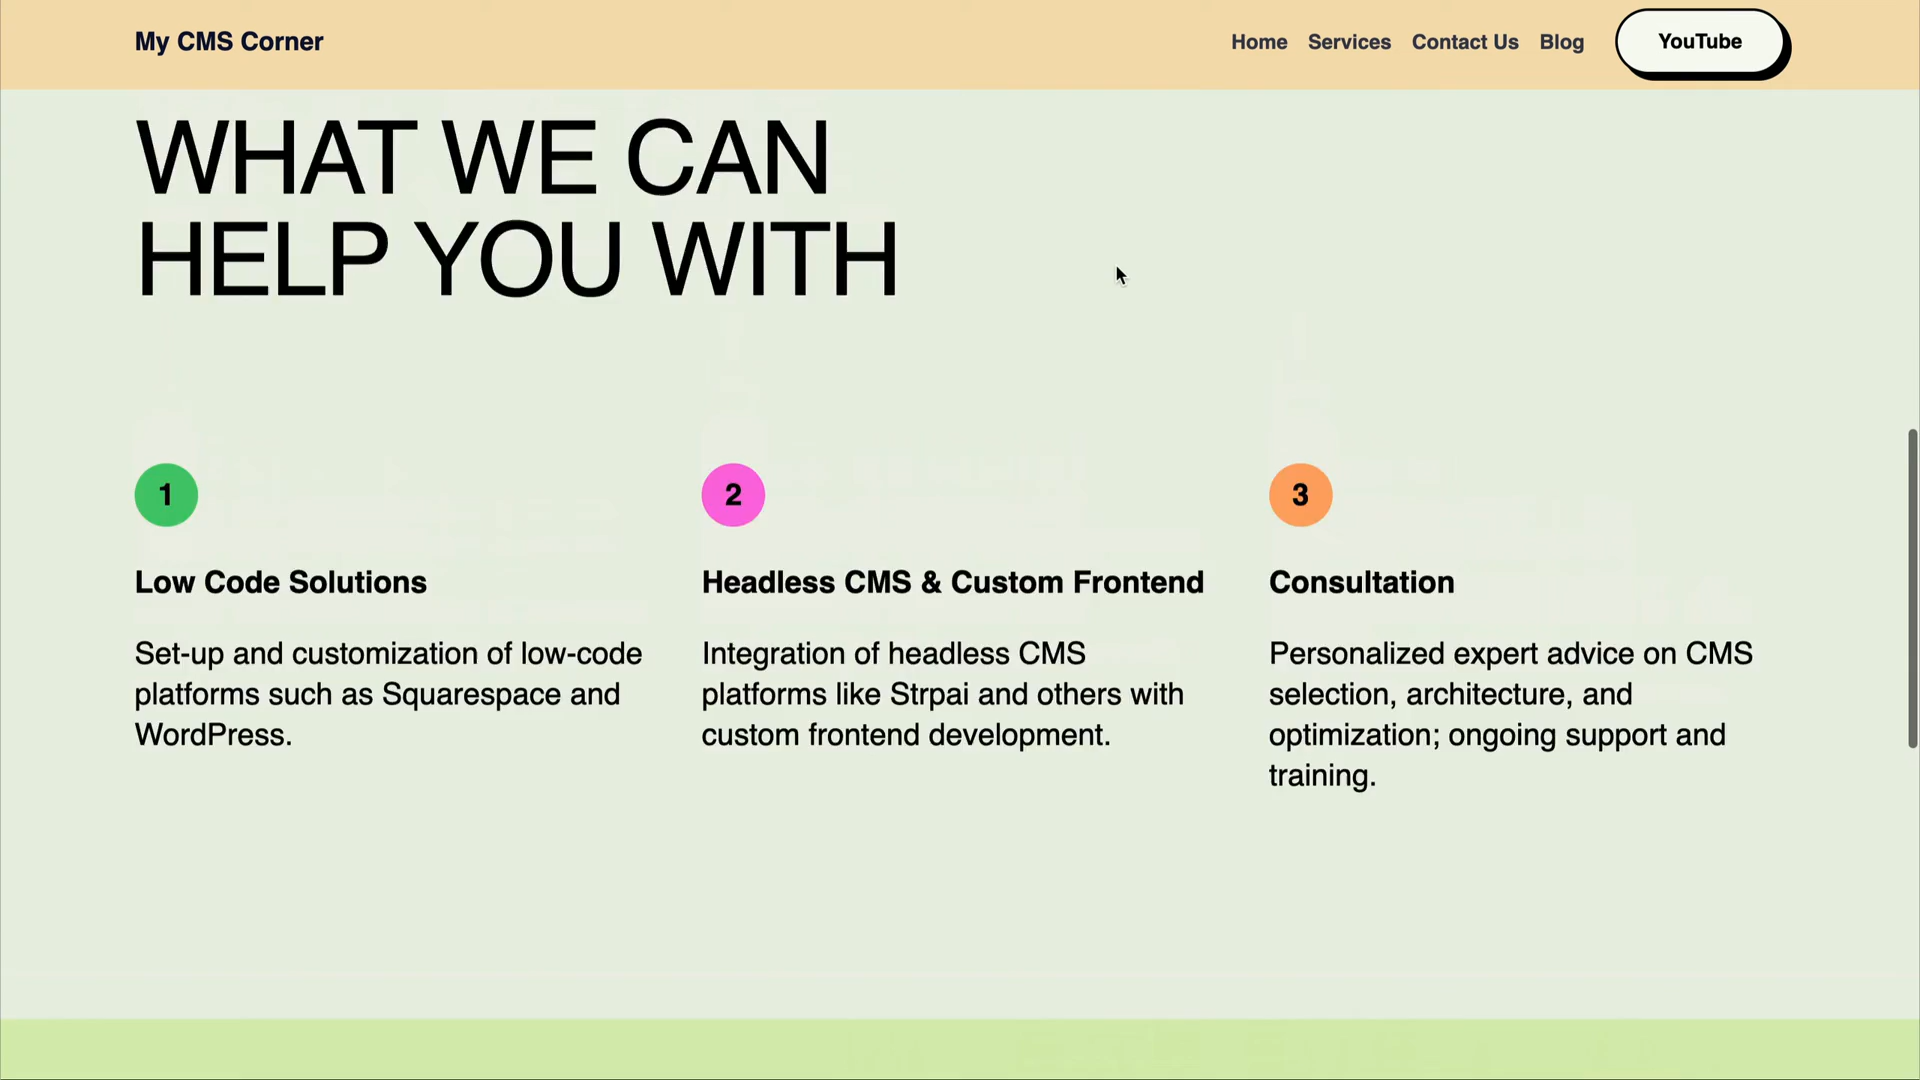 My CMS Corner
Home Services Contact Us Blog YouTube
WHAT WE CAN
HELP YOU WITH
1
Low Code Solutions
Set-up and customization of low-code
platforms such as Squarespace and
WordPress.
2
Headless CMS & Custom Frontend
Integration of headless CMS
platforms like Strpai and others with
custom frontend development.
3
Consultation
Personalized expert advice on CMS
selection, architecture, and
optimization; ongoing support and
training.